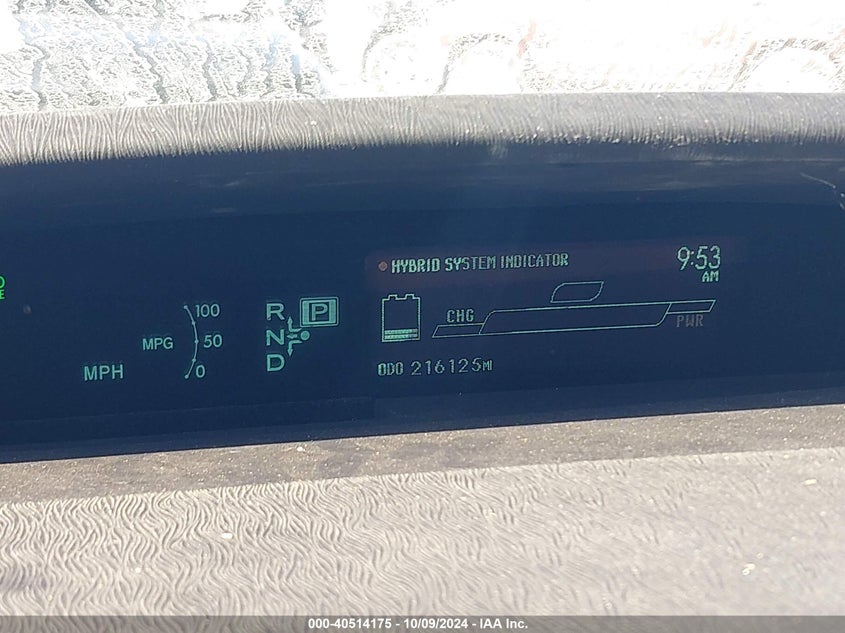 HYBRID SYSTEM INDICATOR
9:53
AM
MPH
MPG
100
50
0
R
P
N
D
CHG
PWR
ODO 216125MI
000-40514175 - 10/09/2024 - IAA Inc.